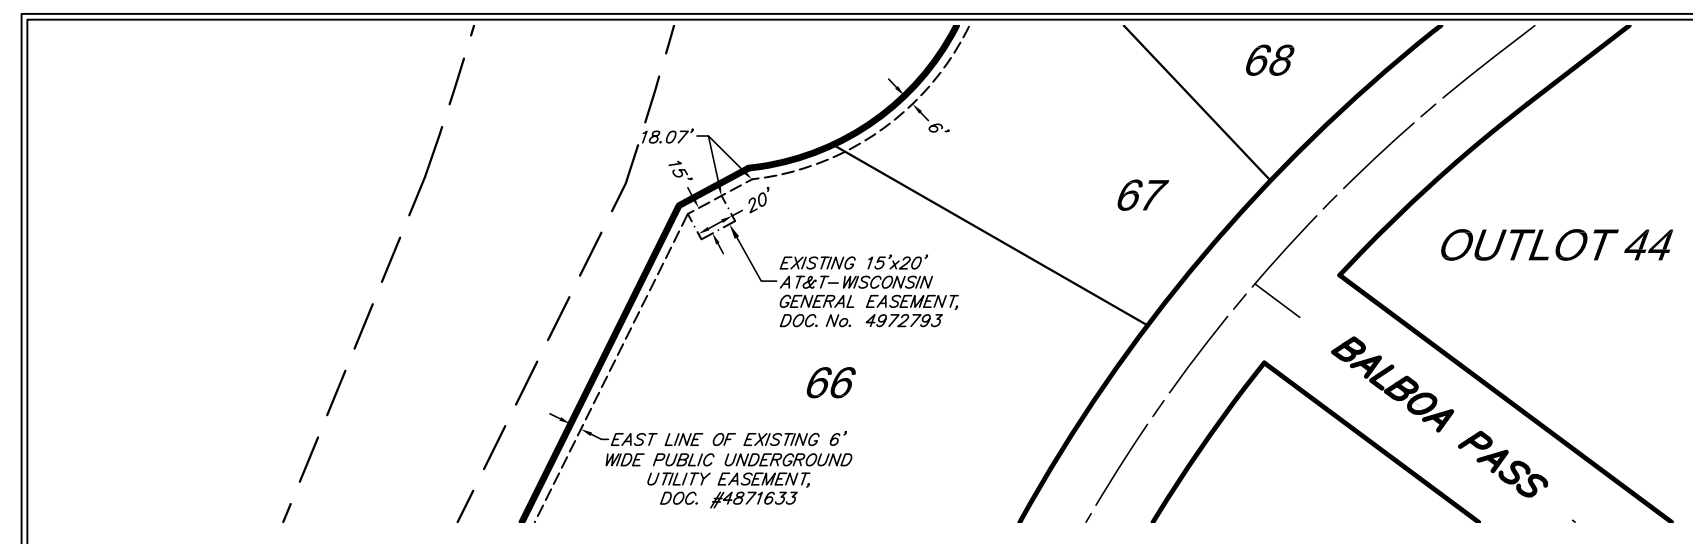 68
6'
18.07'
15'
20'
67
OUTLOT 44
EXISTING 15'x20'
AT&T-WISCONSIN
GENERAL EASEMENT,
DOC. No. 4972793
66
BALBOA PASS
EAST LINE OF EXISTING 6'
WIDE PUBLIC UNDERGROUND
UTILITY EASEMENT,
DOC. #4871633